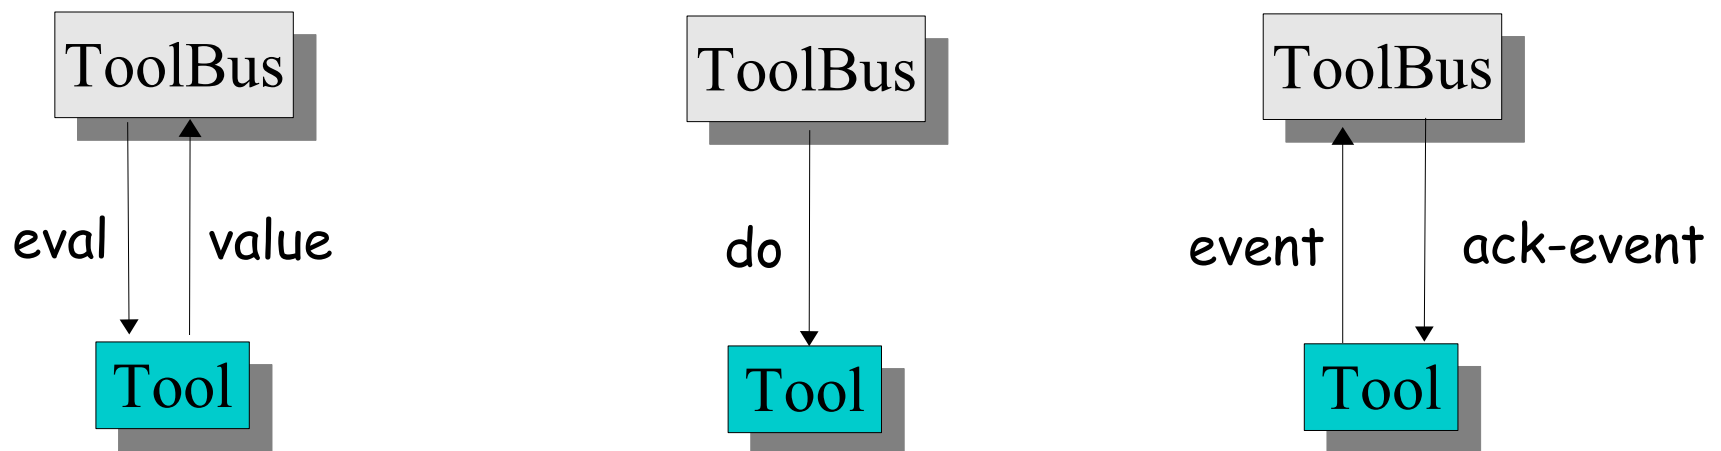 ToolBus
ToolBus
ToolBus
eval
value
do
event
ack-event
Tool
Tool
Tool